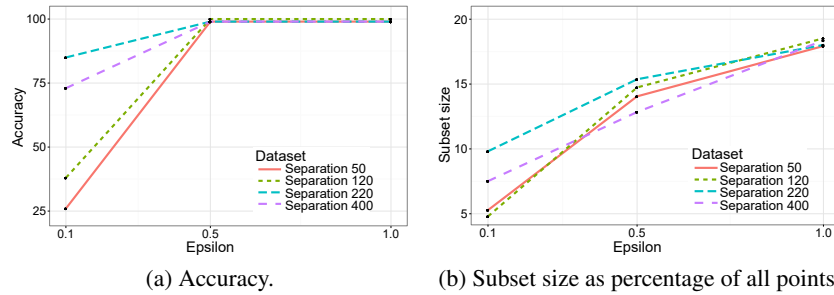 100
75
50
25
Accuracy
0.1
0.5
1.0
Epsilon
Dataset
Separation 50
Separation 120
Separation 220
Separation 400
(a) Accuracy.
20
15
10
5
Subset size
0.1
0.5
1.0
Epsilon
Dataset
Separation 50
Separation 120
Separation 220
Separation 400
(b) Subset size as percentage of all points